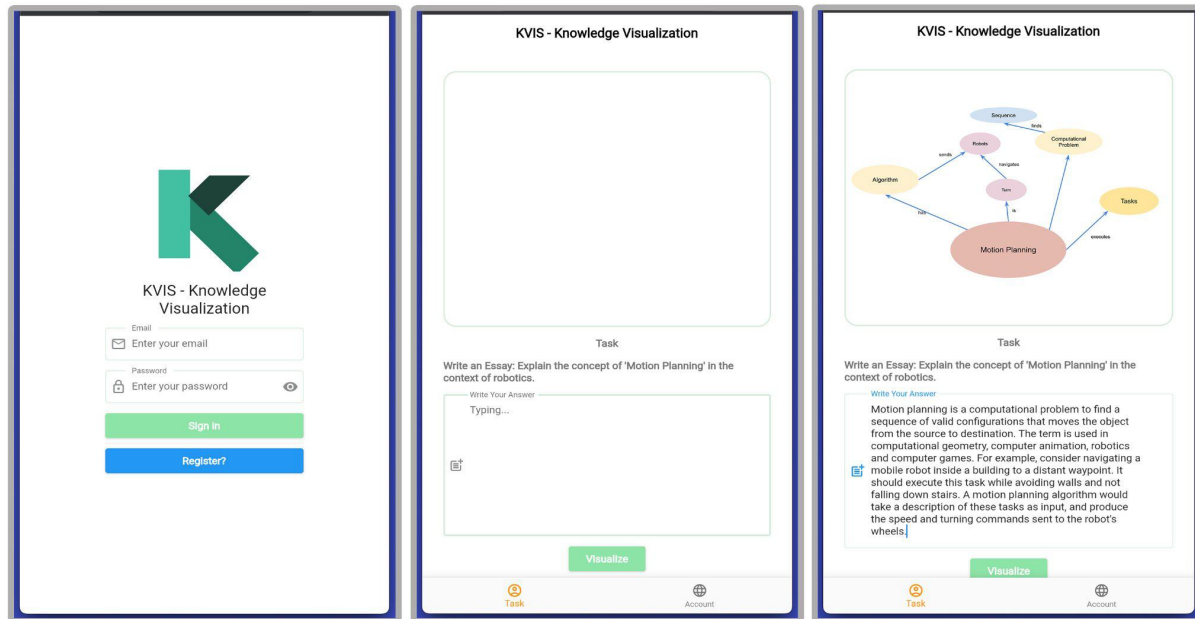 KVIS - Knowledge
Visualization
Email
Enter your email
Password
Enter your password
Sign in
Register?
KVIS - Knowledge Visualization
Task
Write an Essay: Explain the concept of 'Motion Planning' in the
context of robotics.
Write Your Answer
Typing...
Visualize
Task
Account
KVIS - Knowledge Visualization
Sequence
finds
Robots
Computational
Problem
sends
navigates
Algorithm
Term
Tasks
has
is
executes
Motion Planning
Task
Write an Essay: Explain the concept of 'Motion Planning' in the
context of robotics.
Write Your Answer
Motion planning is a computational problem to find a
sequence of valid configurations that moves the object
from the source to destination. The term is used in
computational geometry, computer animation, robotics
and computer games. For example, consider navigating a
mobile robot inside a building to a distant waypoint. It
should execute this task while avoiding walls and not
falling down stairs. A motion planning algorithm would
take a description of these tasks as input, and produce
the speed and turning commands sent to the robot's
wheels.
Visualize
Task
Account